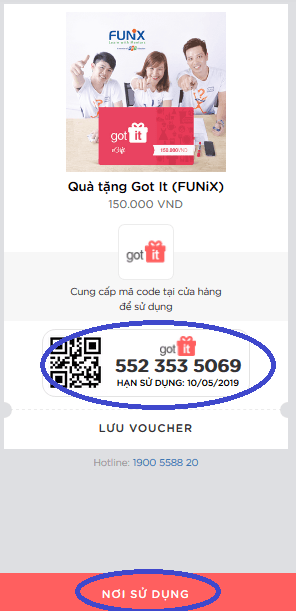 FUNiX
Learn with Mentors
got it
eGift
150.000 VND
Quà tặng Got It (FUNiX)
150.000 VND
got it
Cung cấp mã code tại cửa hàng
để sử dụng
got it
552 353 5069
HẠN SỬ DỤNG: 10/05/2019
LƯU VOUCHER
Hotline: 1900 5588 20
NƠI SỬ DỤNG